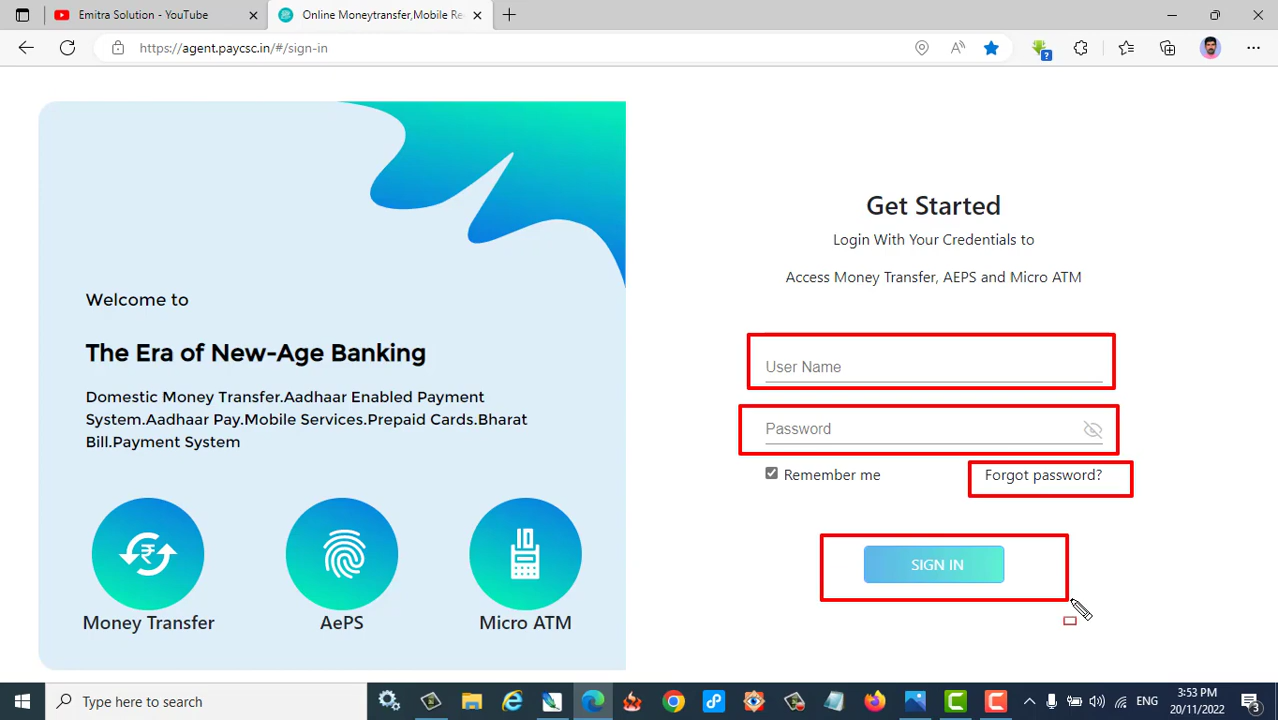 Emitra Solution - YouTube
Online Moneytransfer,Mobile Re
https://agent.paycsc.in/#/sign-in
Welcome to
The Era of New-Age Banking
Domestic Money Transfer.Aadhaar Enabled Payment
System.Aadhaar Pay.Mobile Services.Prepaid Cards.Bharat
Bill.Payment System
Money Transfer
AePS
Micro ATM
Get Started
Login With Your Credentials to
Access Money Transfer, AEPS and Micro ATM
User Name
Password
Remember me
Forgot password?
SIGN IN
Type here to search
ENG
3:53 PM
20/11/2022
3